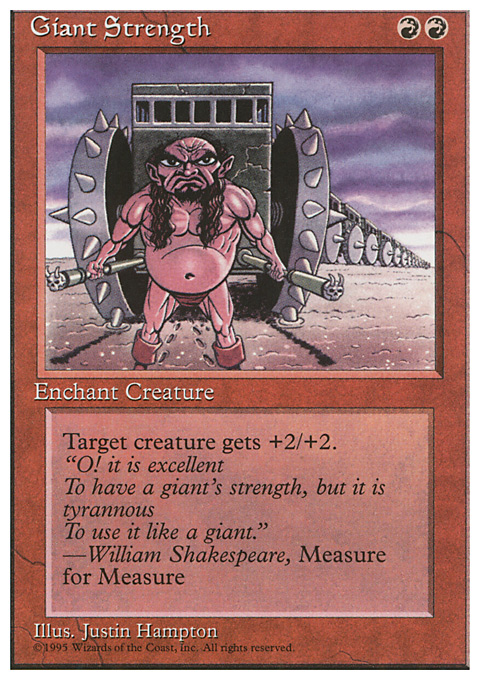 Giant Strength
Enchant Creature
Target creature gets +2/+2.
“O! it is excellent
To have a giant’s strength, but it is
tyrannous
To use it like a giant.”
—William Shakespeare, Measure
for Measure
Illus. Justin Hampton
©1995 Wizards of the Coast, Inc. All rights reserved.